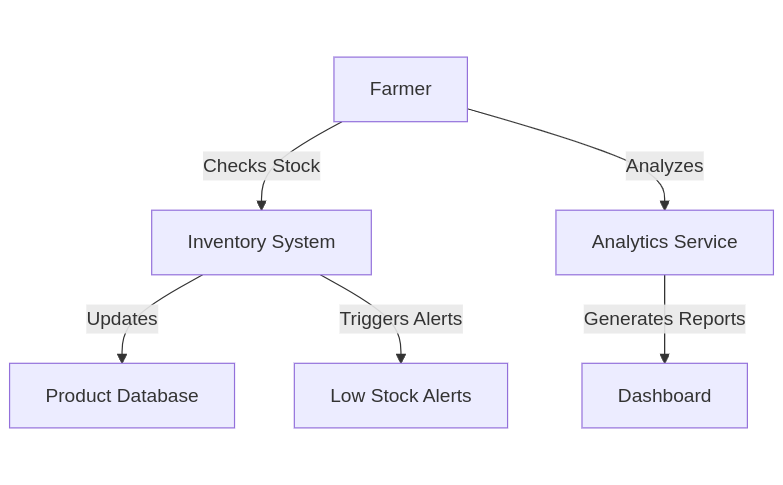 Farmer
Checks Stock
Analyzes
Inventory System
Analytics Service
Updates
Triggers Alerts
Generates Reports
Product Database
Low Stock Alerts
Dashboard